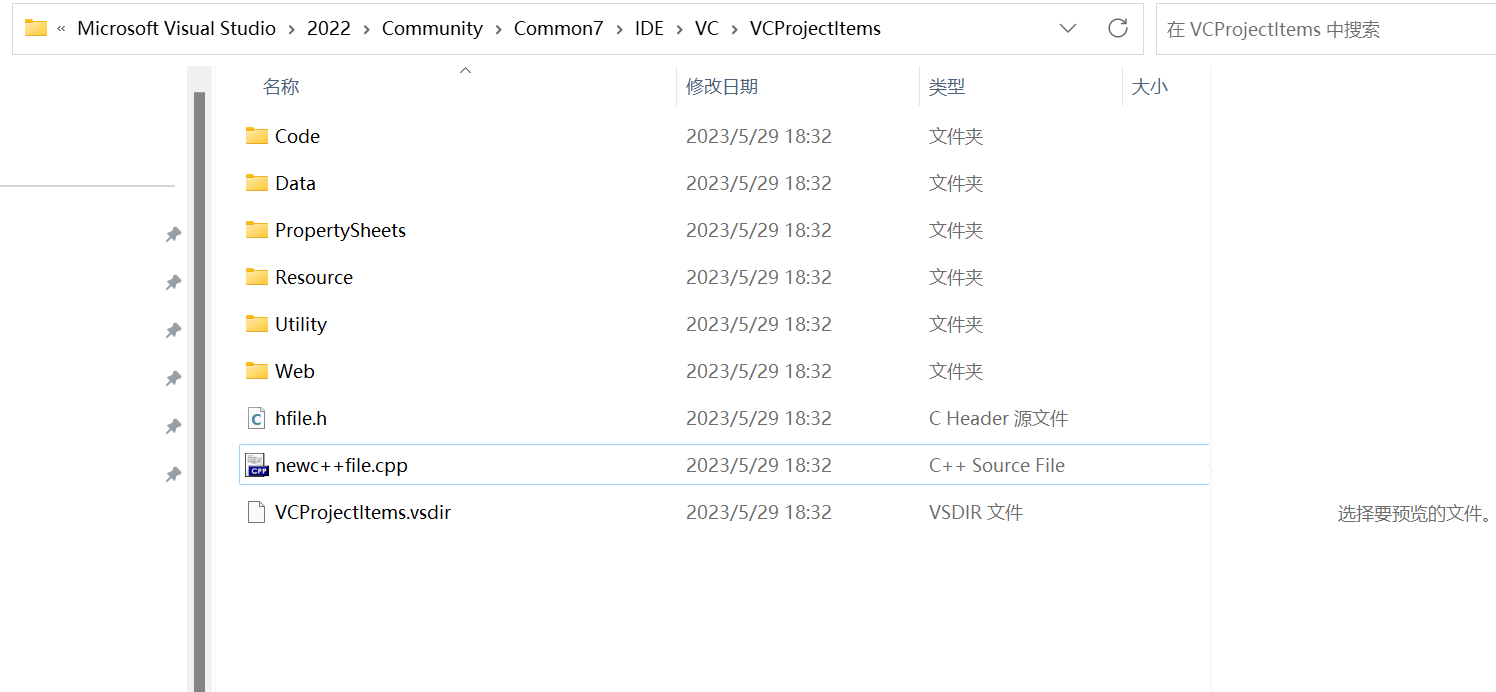 « Microsoft Visual Studio › 2022 › Community › Common7 › IDE › VC › VCProjectItems
在 VCProjectItems 中搜索
名称 修改日期 类型 大小
Code 2023/5/29 18:32 文件夹
Data 2023/5/29 18:32 文件夹
PropertySheets 2023/5/29 18:32 文件夹
Resource 2023/5/29 18:32 文件夹
Utility 2023/5/29 18:32 文件夹
Web 2023/5/29 18:32 文件夹
hfile.h 2023/5/29 18:32 C Header 源文件
newc++file.cpp 2023/5/29 18:32 C++ Source File
VCProjectItems.vsdir 2023/5/29 18:32 VSDIR 文件
选择要预览的文件。